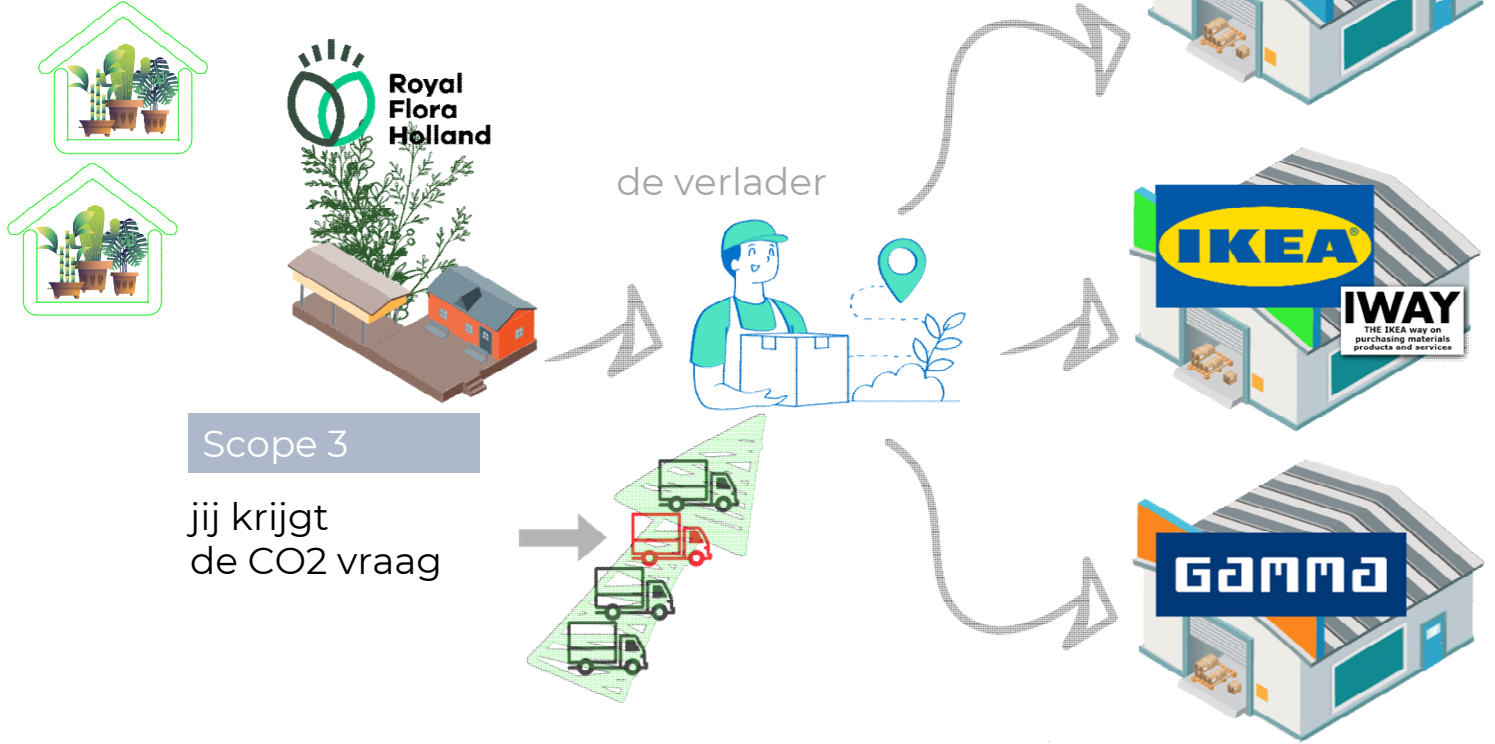 Royal
Flora
Holland
de verlader
IKEA®
IWAY
THE IKEA way on
purchasing materials
products and services
Scope 3
jij krijgt
de CO2 vraag
GAMMA